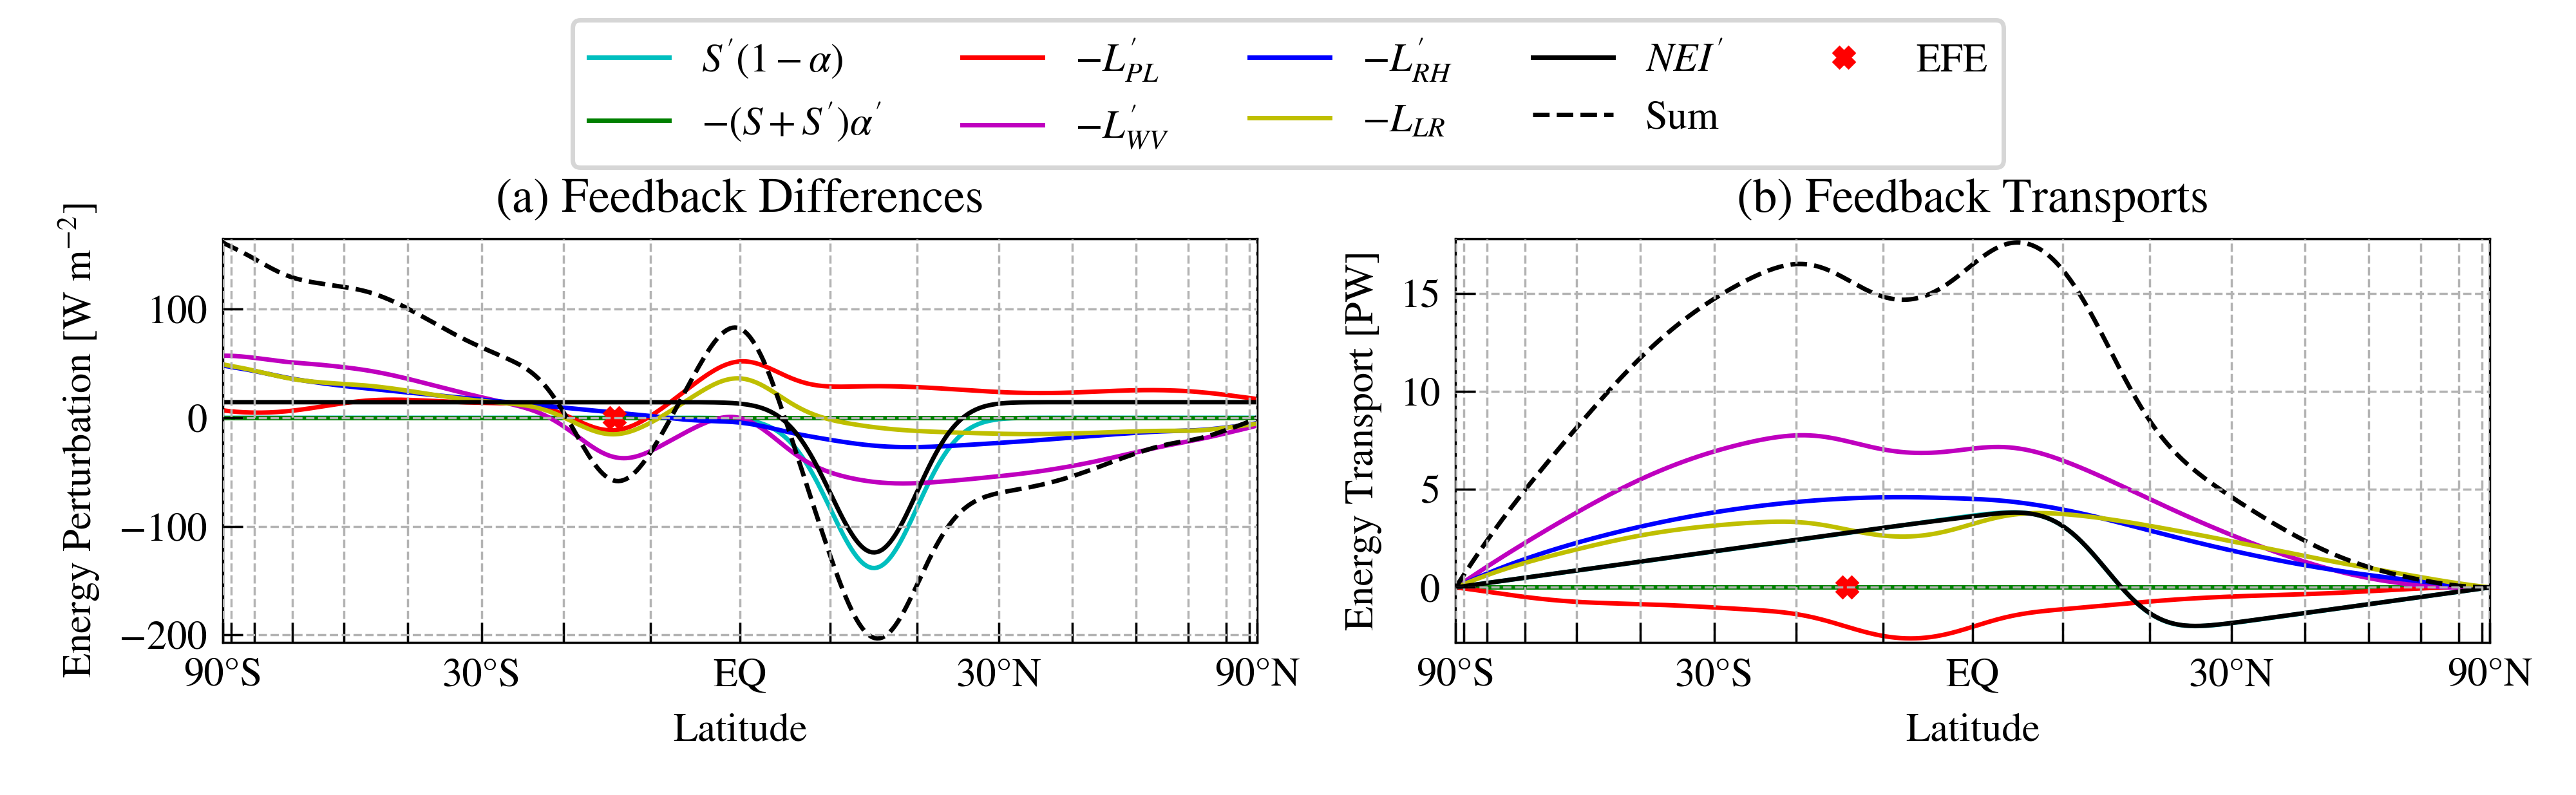 S′(1 − α)
−L′PL
−L′RH
NEI′
EFE
−(S + S′)α′
−L′WV
−LLR
Sum
(a) Feedback Differences
Energy Perturbation [W m−2]
100
0
−100
−200
90°S
30°S
EQ
30°N
90°N
Latitude
(b) Feedback Transports
Energy Transport [PW]
15
10
5
0
90°S
30°S
EQ
30°N
90°N
Latitude